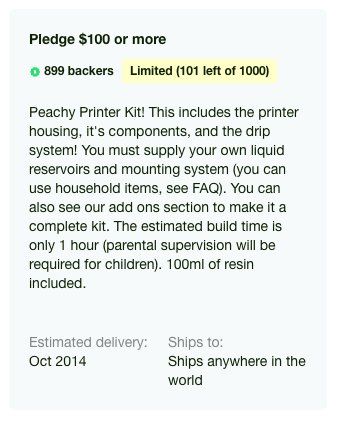 Pledge $100 or more
899 backers Limited (101 left of 1000)
Peachy Printer Kit! This includes the printer
housing, it's components, and the drip
system! You must supply your own liquid
reservoirs and mounting system (you can
use household items, see FAQ). You can
also see our add ons section to make it a
complete kit. The estimated build time is
only 1 hour (parental supervision will be
required for children). 100ml of resin
included.
Estimated delivery: Ships to:
Oct 2014 Ships anywhere in the
world